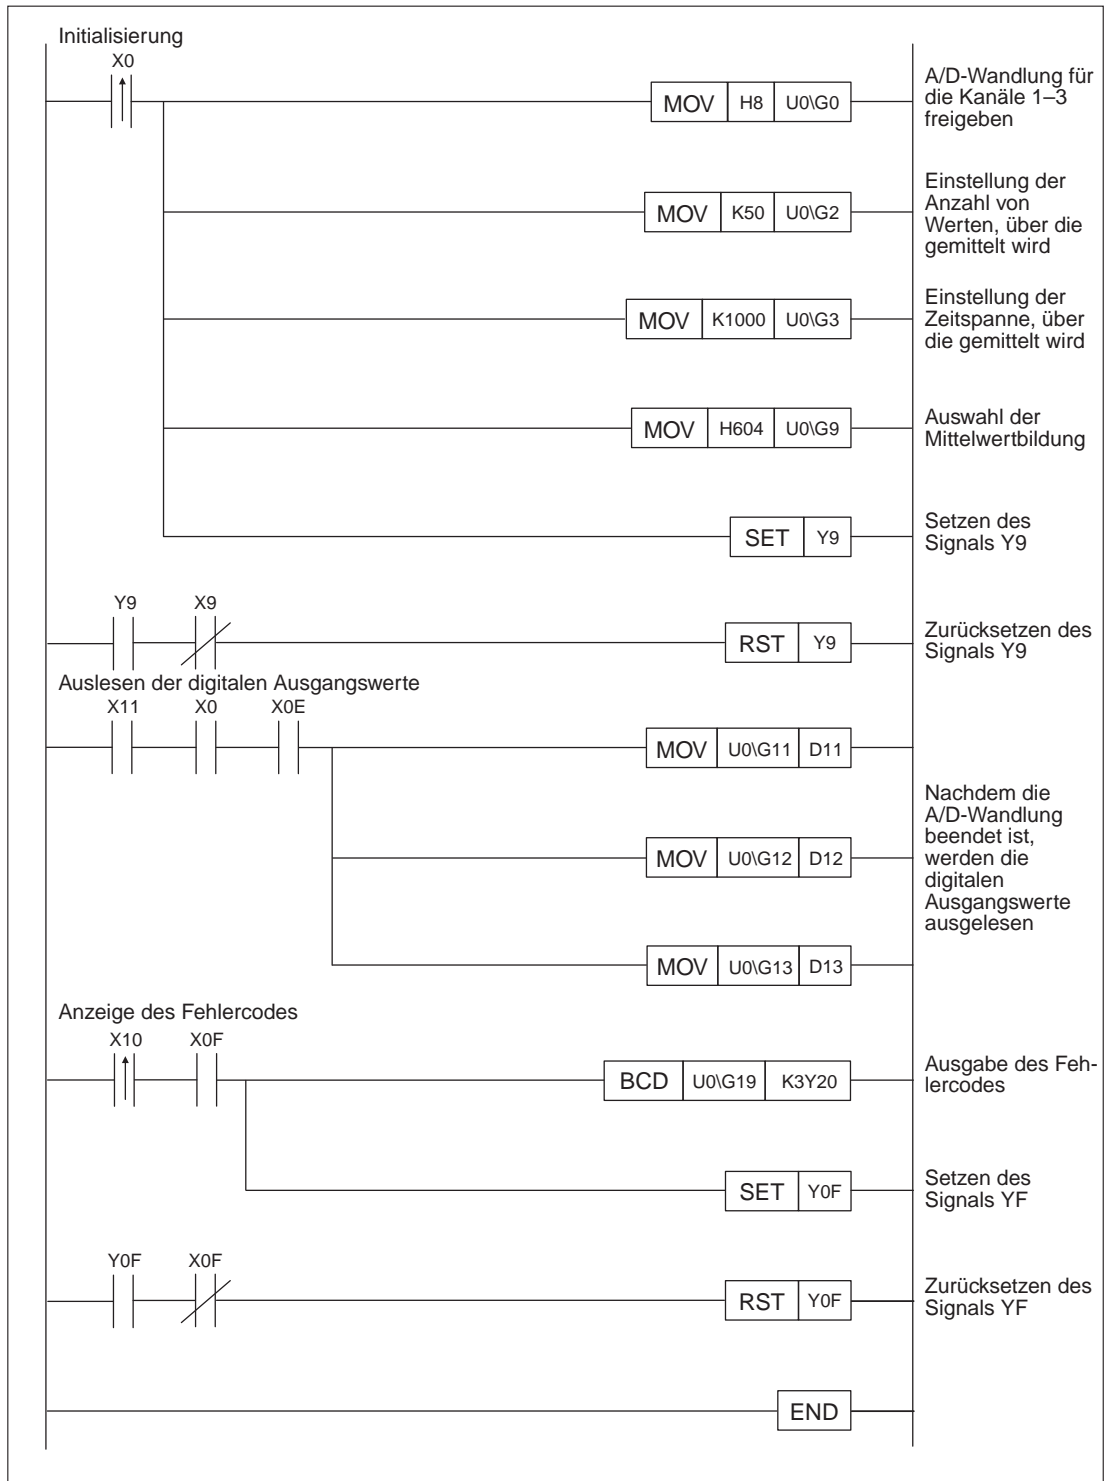 Initialisierung
X0
MOV H8 U0\G0
A/D-Wandlung für
die Kanäle 1–3
freigeben
MOV K50 U0\G2
Einstellung der
Anzahl von
Werten, über die
gemittelt wird
MOV K1000 U0\G3
Einstellung der
Zeitspanne, über
die gemittelt wird
MOV H604 U0\G9
Auswahl der
Mittelwertbildung
SET Y9
Setzen des
Signals Y9
Y9 X9
RST Y9
Zurücksetzen des
Signals Y9
Auslesen der digitalen Ausgangswerte
X11 X0 X0E
MOV U0\G11 D11
MOV U0\G12 D12
Nachdem die
A/D-Wandlung
beendet ist,
werden die
digitalen
Ausgangswerte
ausgelesen
MOV U0\G13 D13
Anzeige des Fehlercodes
X10 X0F
BCD U0\G19 K3Y20
Ausgabe des Feh-
lercodes
SET Y0F
Setzen des
Signals YF
Y0F X0F
RST Y0F
Zurücksetzen des
Signals YF
END